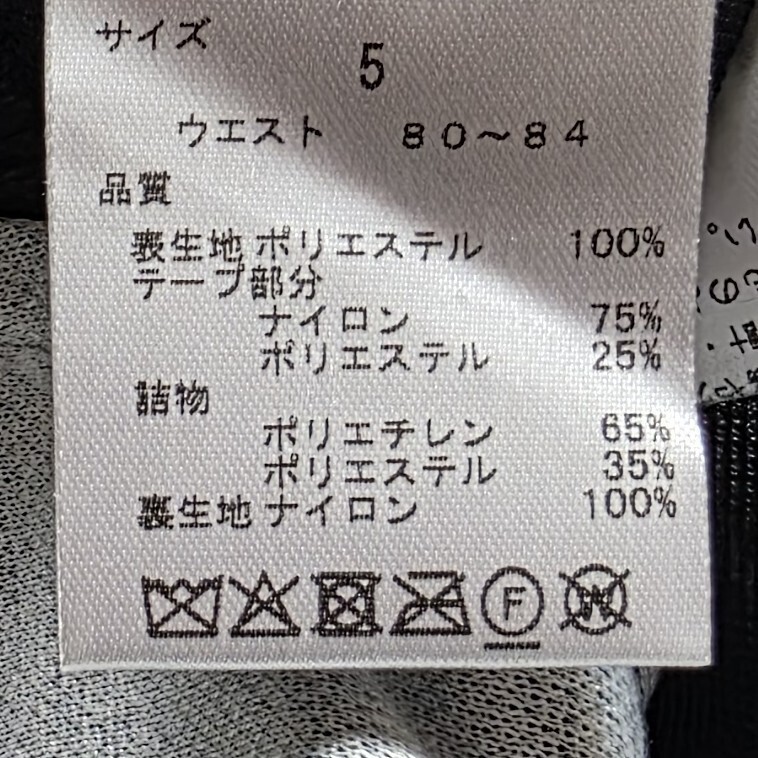 サイズ
5
ウエスト 80～84
品質
表生地 ポリエステル 100%
テープ部分
ナイロン 75%
ポリエステル 25%
詰物
ポリエチレン 65%
ポリエステル 35%
裏生地 ナイロン 100%
F
W